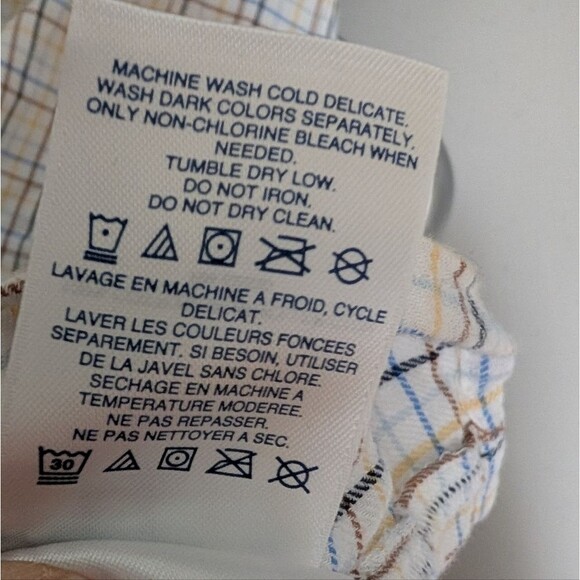 MACHINE WASH COLD DELICATE.
WASH DARK COLORS SEPARATELY.
ONLY NON-CHLORINE BLEACH WHEN
NEEDED.
TUMBLE DRY LOW.
DO NOT IRON.
DO NOT DRY CLEAN.
LAVAGE EN MACHINE A FROID, CYCLE
DELICAT.
LAVER LES COULEURS FONCEES
SEPAREMENT. SI BESOIN, UTILISER
DE LA JAVEL SANS CHLORE.
SECHAGE EN MACHINE A
TEMPERATURE MODEREE.
NE PAS REPASSER.
NE PAS NETTOYER A SEC.
30